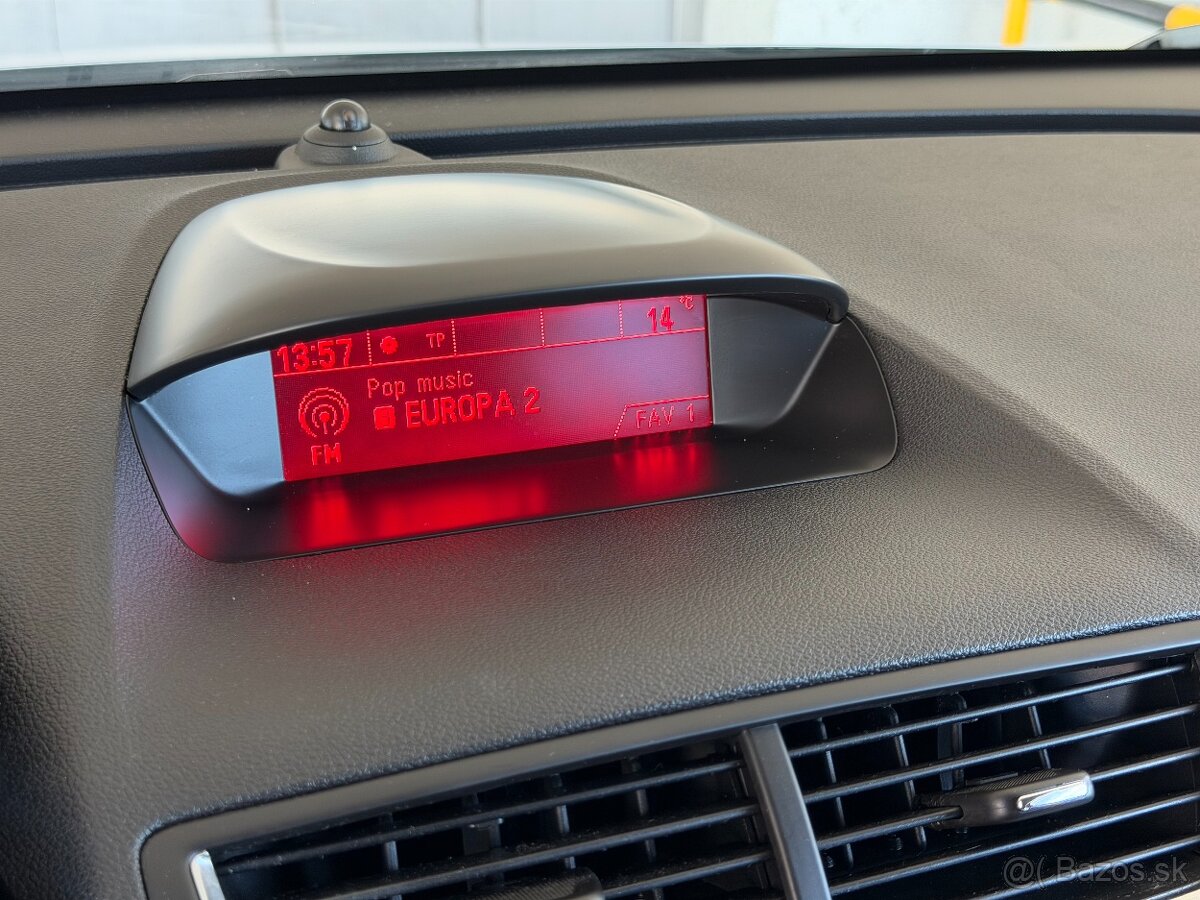 13:57 TP 14 °C
Pop music
EUROPA 2
FM FAV 1
@( Bazos.sk